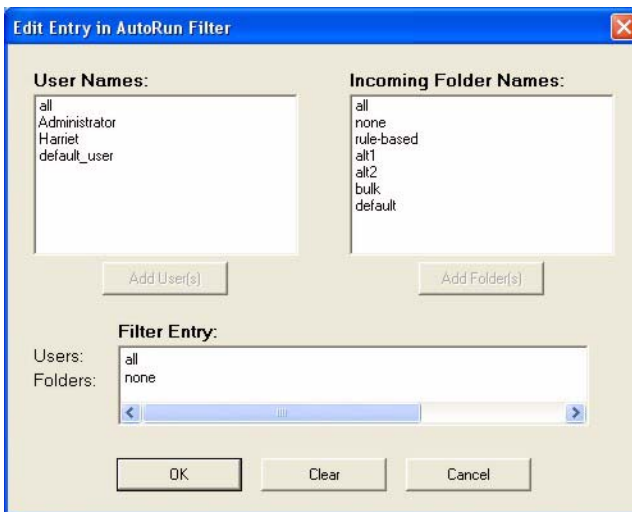 Edit Entry in AutoRun Filter
User Names:
all
Administrator
Harriet
default_user
Add User(s)
Incoming Folder Names:
all
none
rule-based
alt1
alt2
bulk
default
Add Folder(s)
Filter Entry:
Users: all
Folders: none
OK Clear Cancel